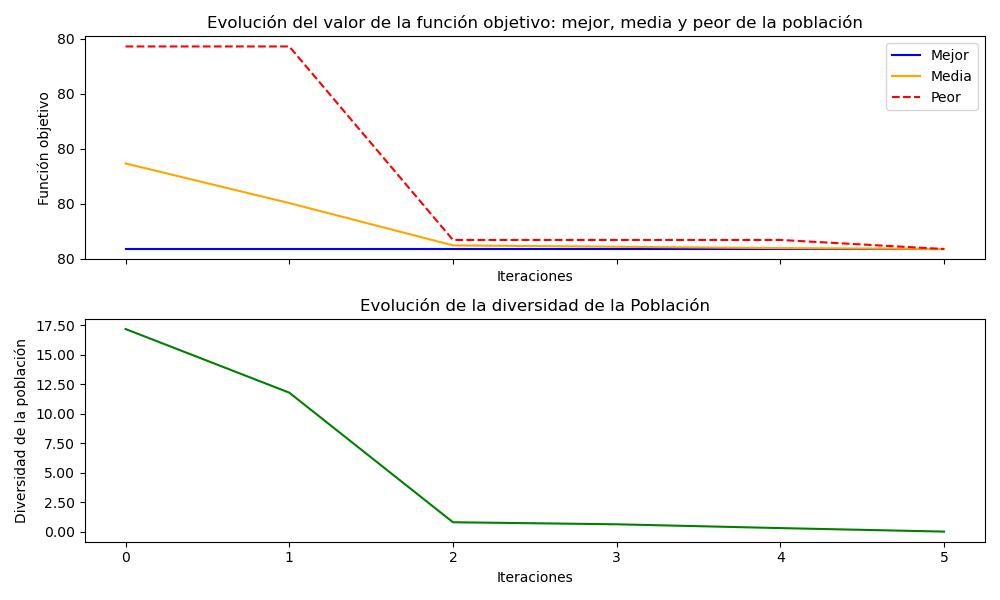 Evolución del valor de la función objetivo: mejor, media y peor de la población
80
80
80
80
80
Función objetivo
Mejor
Media
Peor
Iteraciones
Evolución de la diversidad de la Población
17.50
15.00
12.50
10.00
7.50
5.00
2.50
0.00
Diversidad de la población
0 1 2 3 4 5
Iteraciones